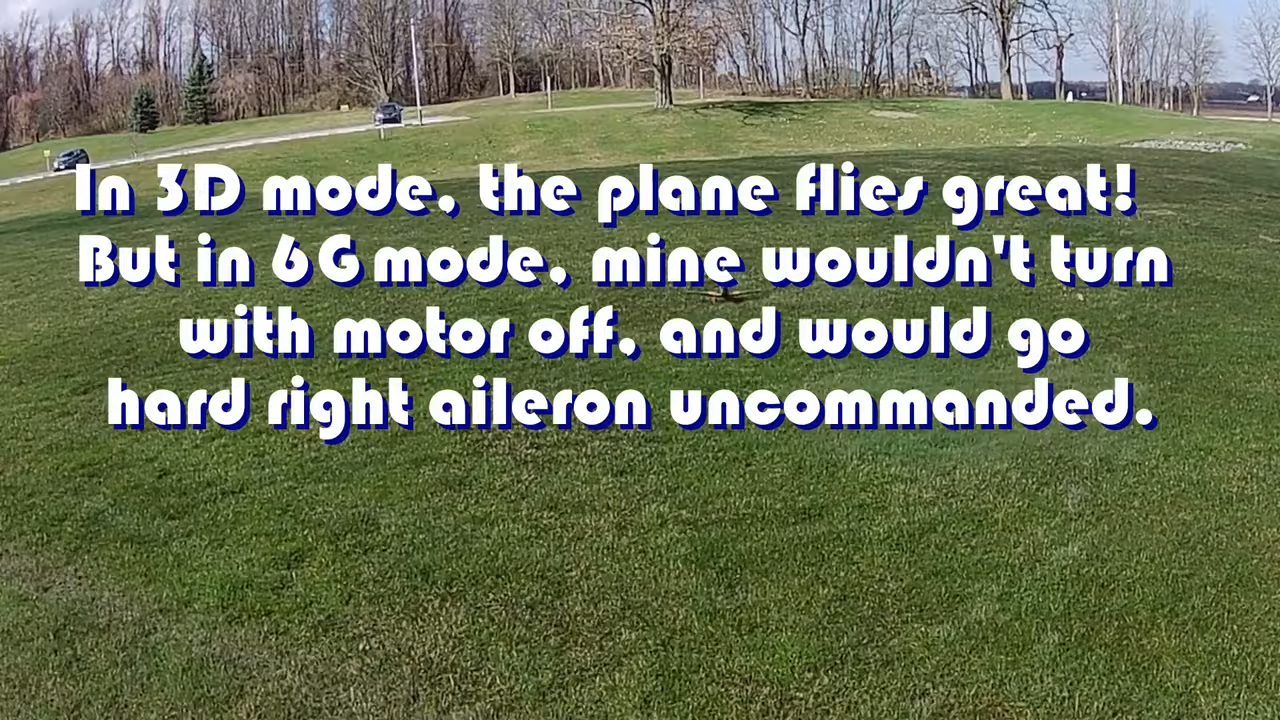 In 3D mode, the plane flies great!
But in 6G mode, mine wouldn't turn
with motor off, and would go
hard right aileron uncommanded.